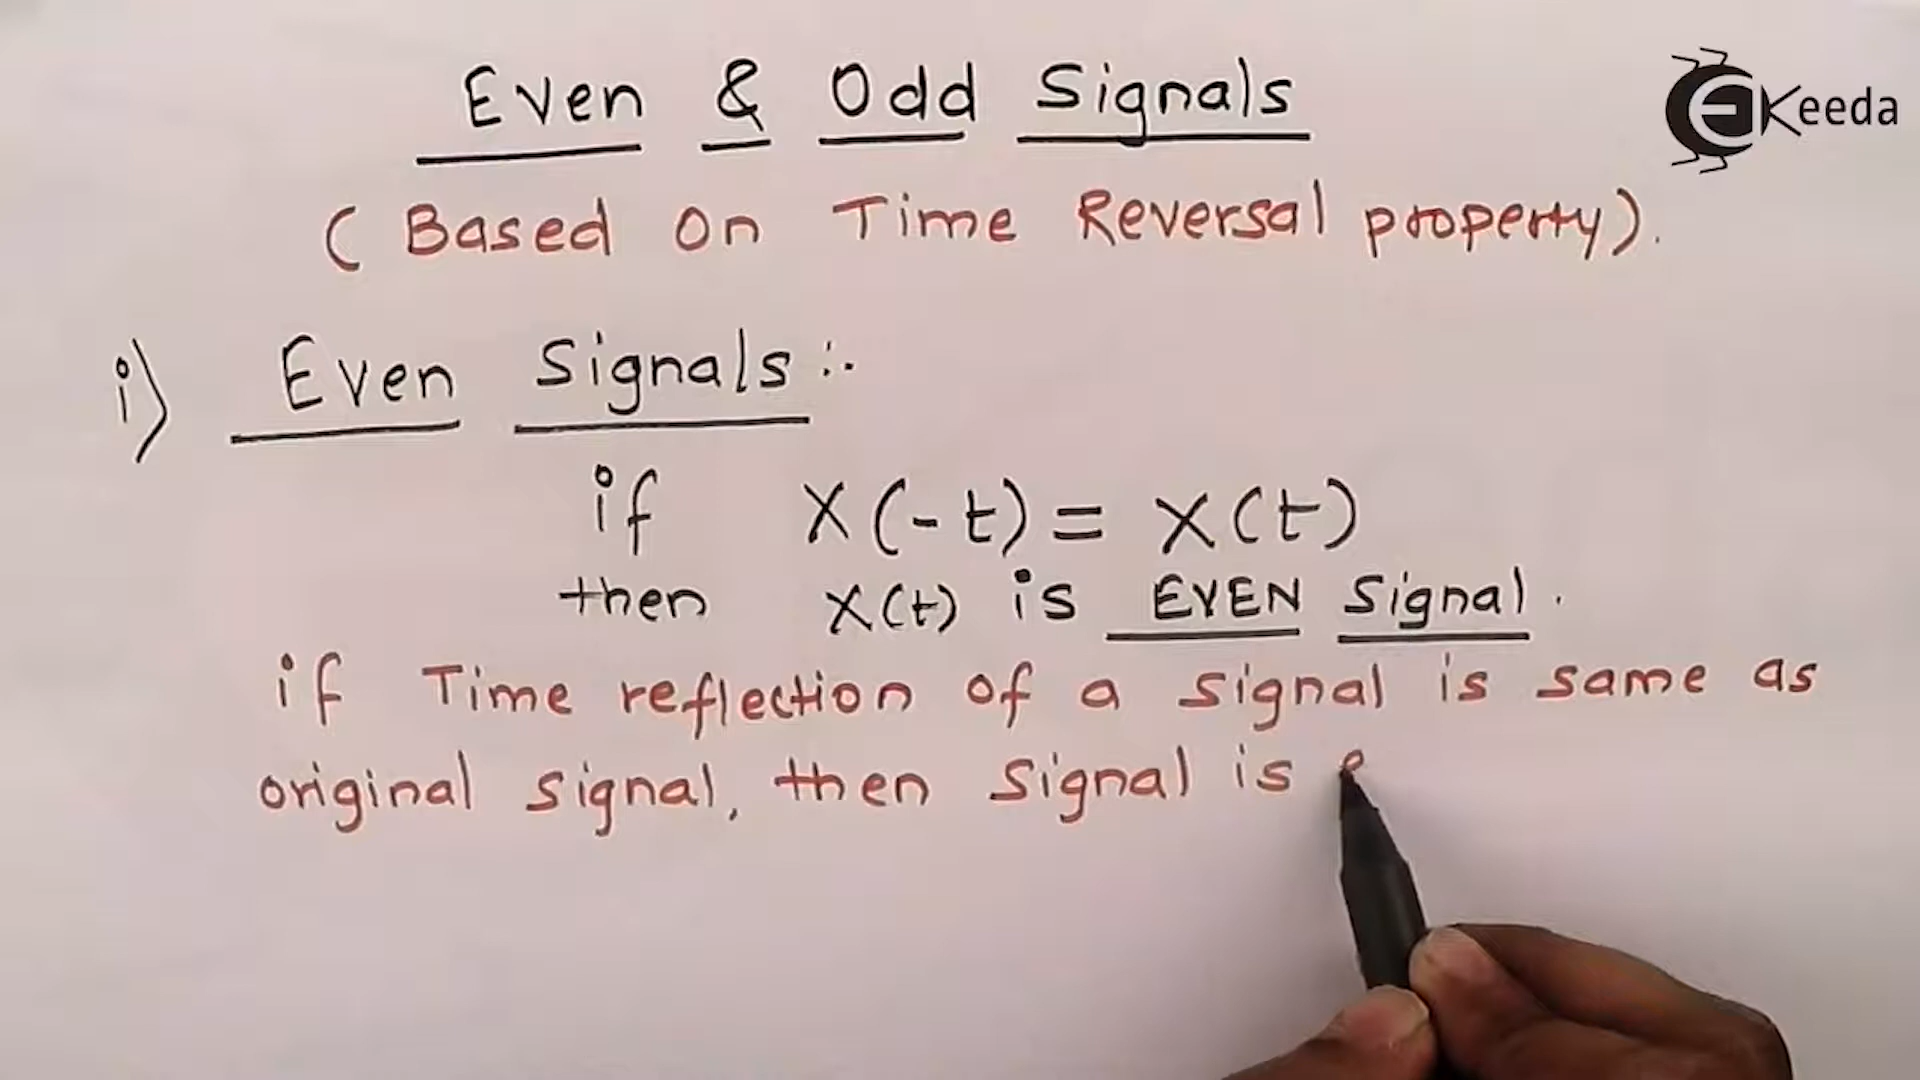 Even & Odd Signals
EKeeda
( Based on Time Reversal property).
i) Even Signals :-
if X(-t) = X(t)
then X(t) is EVEN Signal.
if Time reflection of a signal is same as
original signal, then signal is e